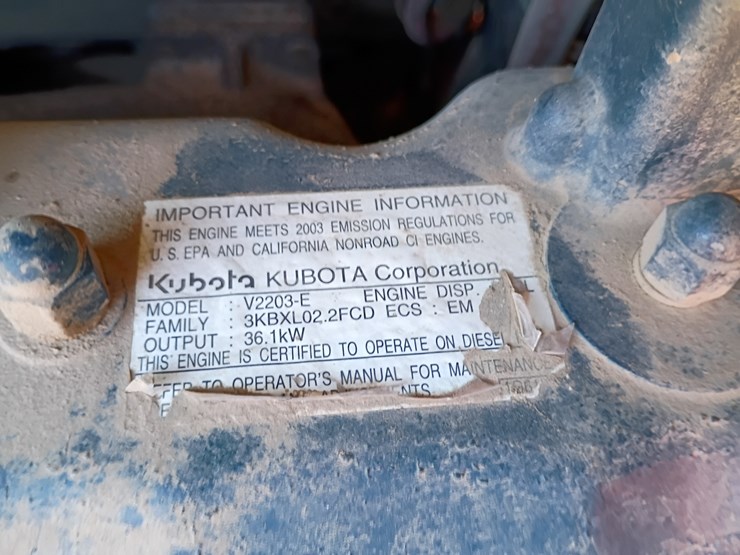 IMPORTANT ENGINE INFORMATION
THIS ENGINE MEETS 2003 EMISSION REGULATIONS FOR
U.S. EPA AND CALIFORNIA NONROAD CI ENGINES.
Kubota KUBOTA Corporation
MODEL : V2203-E ENGINE DISP.
FAMILY : 3KBXL02.2FCD ECS : EM
OUTPUT : 36.1kW
THIS ENGINE IS CERTIFIED TO OPERATE ON DIESEL
TO OPERATOR'S MANUAL FOR MAINTENANCE